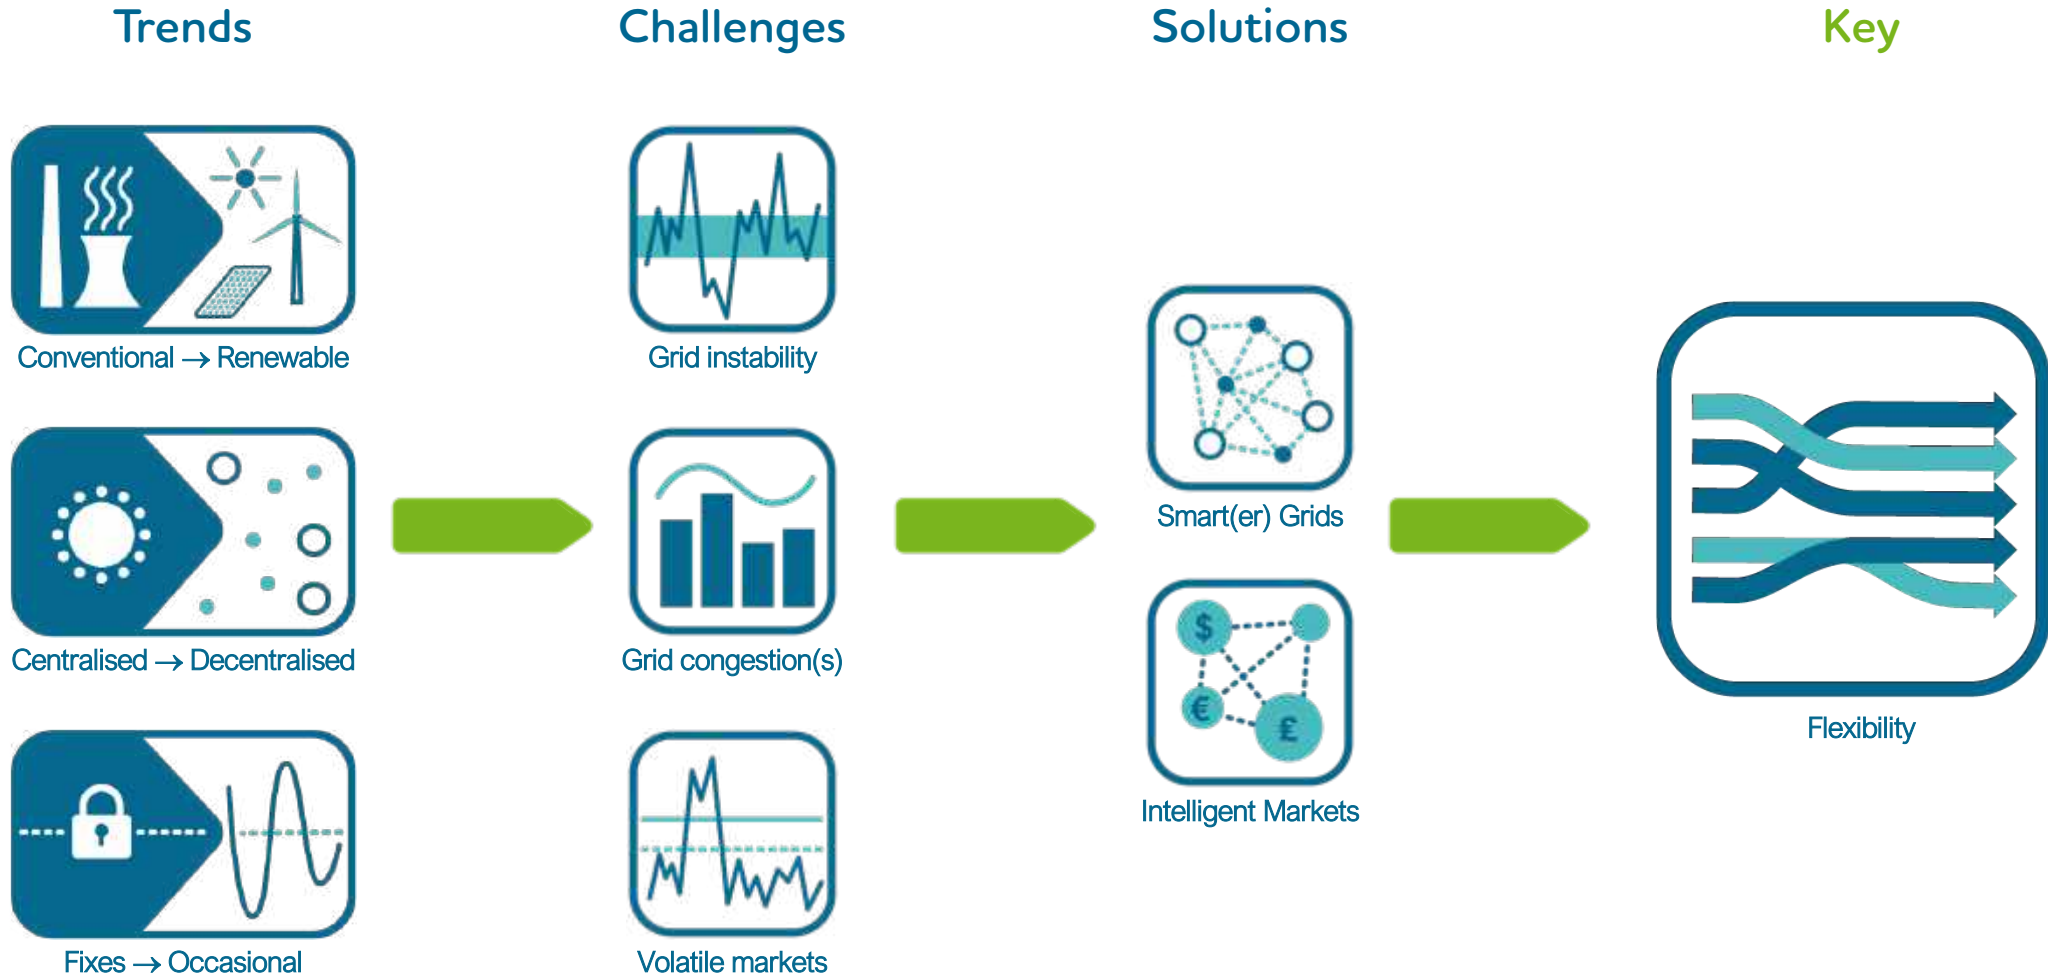 Trends
Challenges
Solutions
Key
Conventional → Renewable
Grid instability
Centralised → Decentralised
Grid congestion(s)
Fixes → Occasional
Volatile markets
Smart(er) Grids
$
€
£
Intelligent Markets
Flexibility